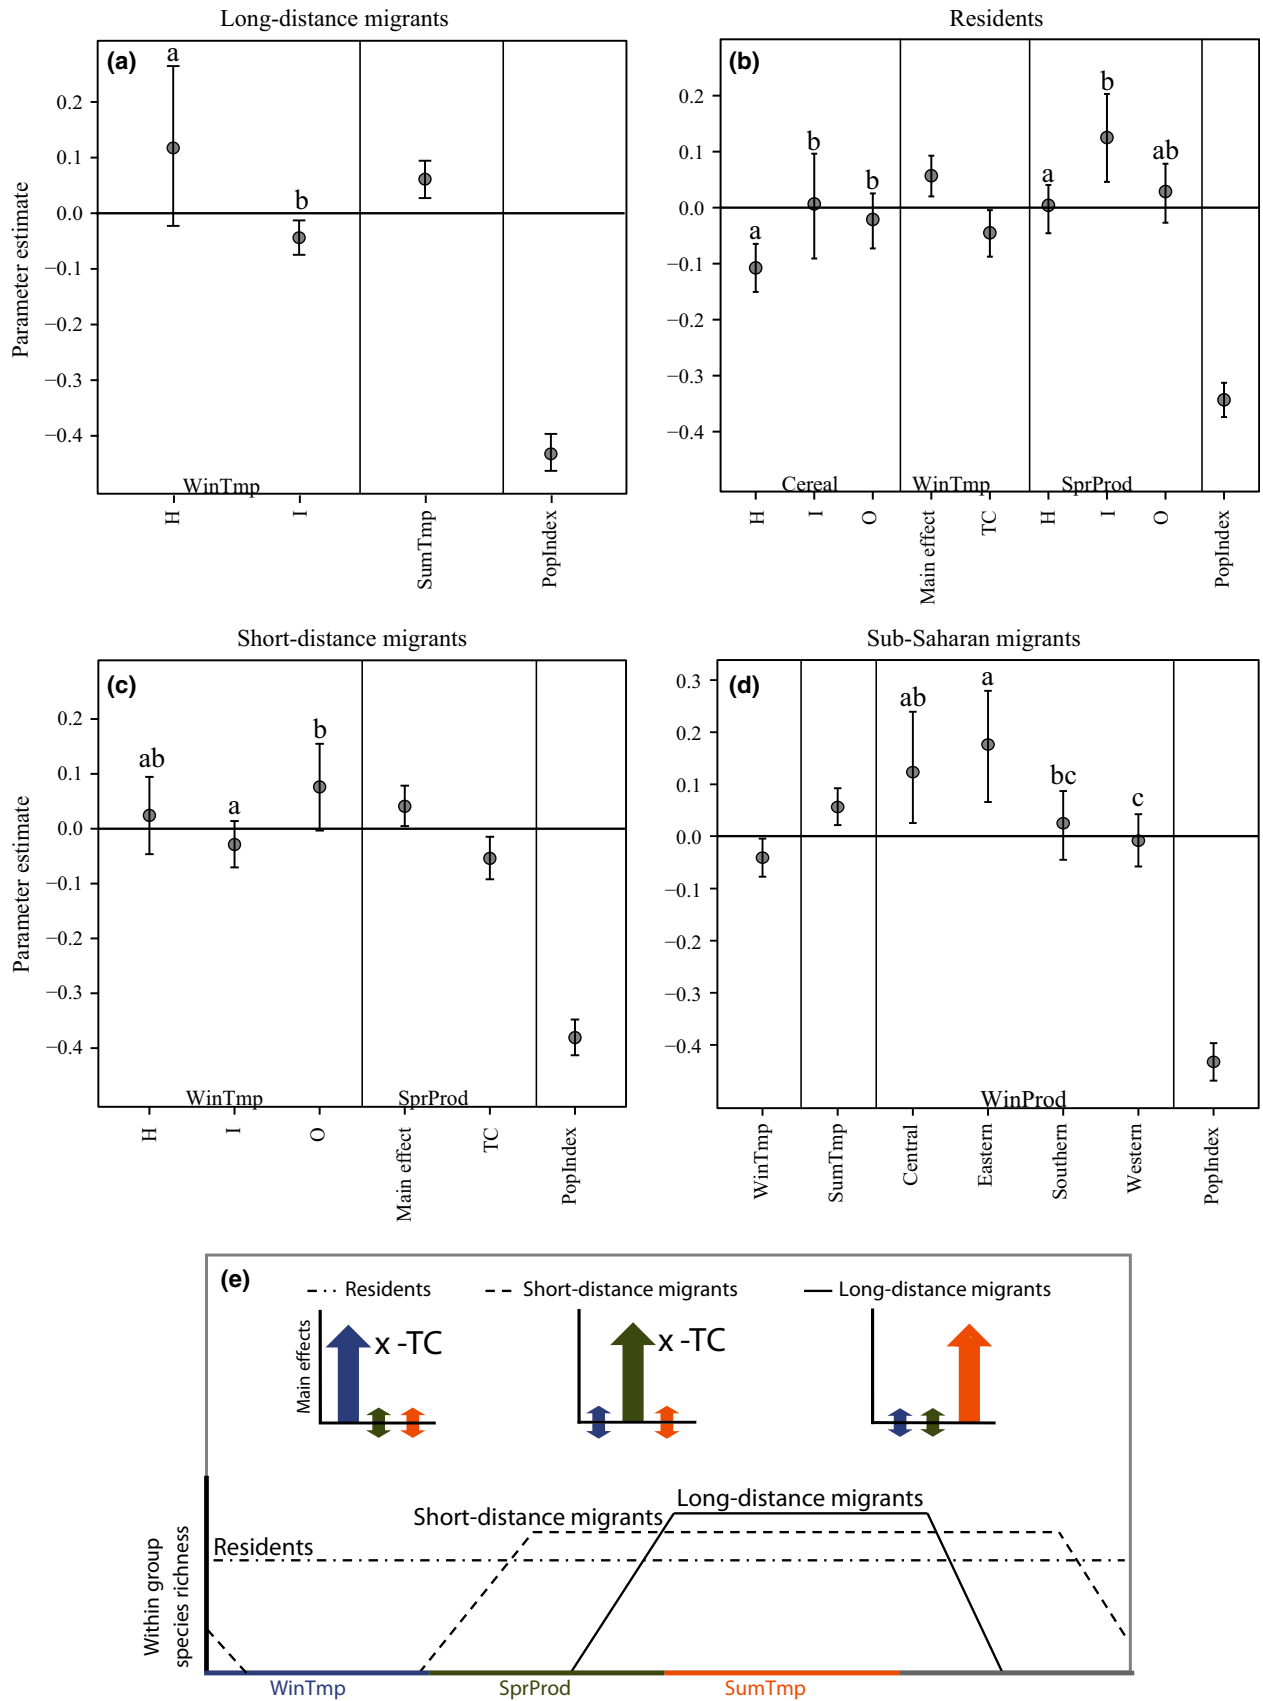 Long-distance migrants
(a)
a
b
0.2
0.1
0.0
−0.1
−0.2
−0.3
−0.4
Parameter estimate
WinTmp
H
I
SumTmp
PopIndex
Residents
(b)
a
b
b
a
b
ab
0.2
0.1
0.0
−0.1
−0.2
−0.3
−0.4
Cereal
WinTmp
SprProd
H
I
O
Main effect
TC
H
I
O
PopIndex
Short-distance migrants
(c)
ab
a
b
0.2
0.1
0.0
−0.1
−0.2
−0.3
−0.4
Parameter estimate
WinTmp
SprProd
H
I
O
Main effect
TC
PopIndex
Sub-Saharan migrants
(d)
ab
a
bc
c
0.3
0.2
0.1
0.0
−0.1
−0.2
−0.3
−0.4
WinProd
WinTmp
SumTmp
Central
Eastern
Southern
Western
PopIndex
(e)
Residents
Short-distance migrants
Long-distance migrants
Main effects
x -TC
x -TC
Long-distance migrants
Short-distance migrants
Residents
Within group
species richness
WinTmp
SprProd
SumTmp